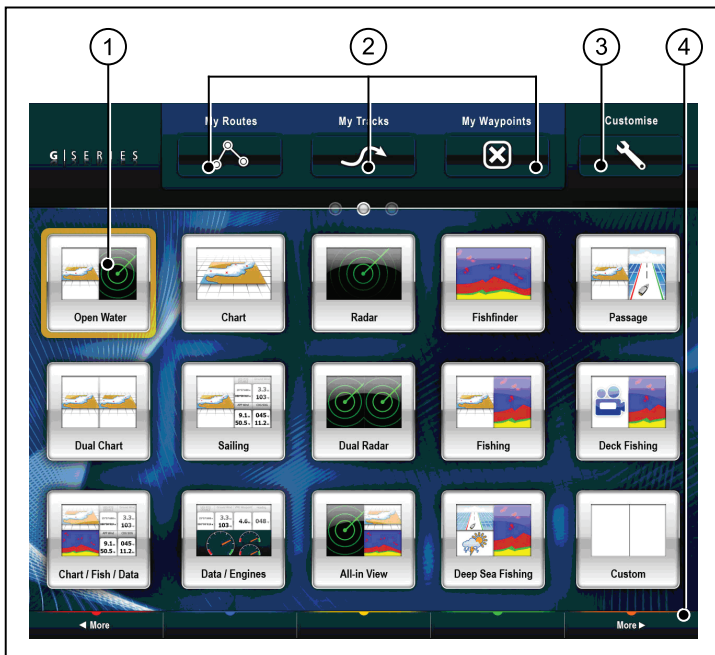 1 2 3 4
My Routes My Tracks My Waypoints Customise
G | SERIES
Open Water Chart Radar Fishfinder Passage
3.3
103
9.1 045
50.5 11.2
Dual Chart Sailing Dual Radar Fishing Deck Fishing
3.3
103
9.1 045
50.5 11.2
3.3 4.6 048
103
Chart / Fish / Data Data / Engines All-in View Deep Sea Fishing Custom
◄ More More ►